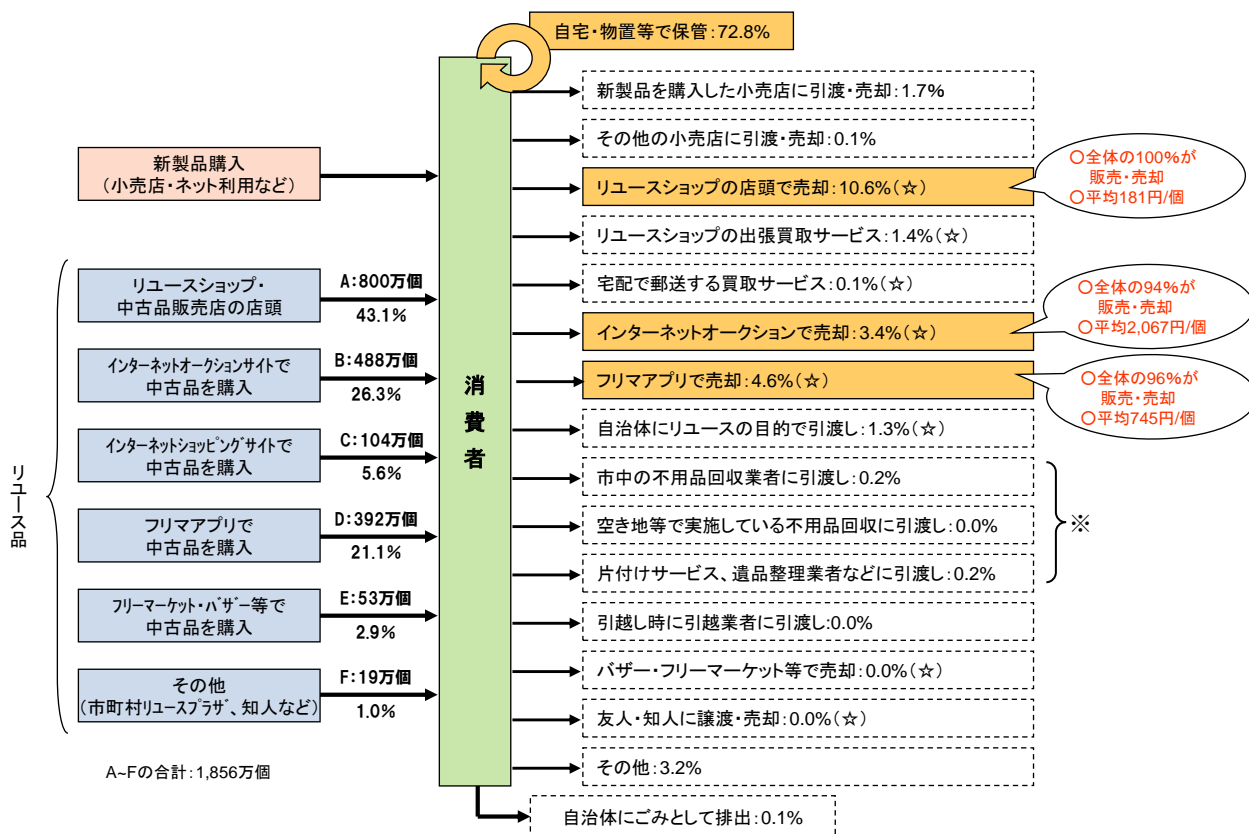 自宅・物置等で保管：72.8%
新製品購入
（小売店・ネット利用など）
リユース品
リユースショップ・
中古品販売店の店頭
A：800万個
43.1%
ｲﾝﾀｰﾈｯﾄｵｰｸｼｮﾝｻｲﾄで
中古品を購入
B：488万個
26.3%
ｲﾝﾀｰﾈｯﾄｼｮｯﾋﾟﾝｸﾞｻｲﾄで
中古品を購入
C：104万個
5.6%
フリマアプリで
中古品を購入
D：392万個
21.1%
ﾌﾘｰﾏｰｹｯﾄ・ﾊﾞｻﾞｰ等で
中古品を購入
E：53万個
2.9%
その他
（市町村ﾘﾕｰｽﾌﾟﾗｻﾞ、知人など）
F：19万個
1.0%
A~Fの合計：1,856万個
消費者
新製品を購入した小売店に引渡・売却：1.7%
その他の小売店に引渡・売却：0.1%
リユースショップの店頭で売却：10.6%（☆）
リユースショップの出張買取サービス：1.4%（☆）
宅配で郵送する買取サービス：0.1%（☆）
インターネットオークションで売却：3.4%（☆）
フリマアプリで売却：4.6%（☆）
自治体にリユースの目的で引渡し：1.3%（☆）
市中の不用品回収業者に引渡し：0.2%
空き地等で実施している不用品回収に引渡し：0.0%
片付けサービス、遺品整理業者などに引渡し：0.2%
※
引越し時に引越業者に引渡し:0.0%
バザー・フリーマーケット等で売却：0.0%（☆）
友人・知人に譲渡・売却：0.0%（☆）
その他：3.2%
自治体にごみとして排出：0.1%
○全体の100%が
販売・売却
○平均181円/個
○全体の94%が
販売・売却
○平均2,067円/個
○全体の96%が
販売・売却
○平均745円/個